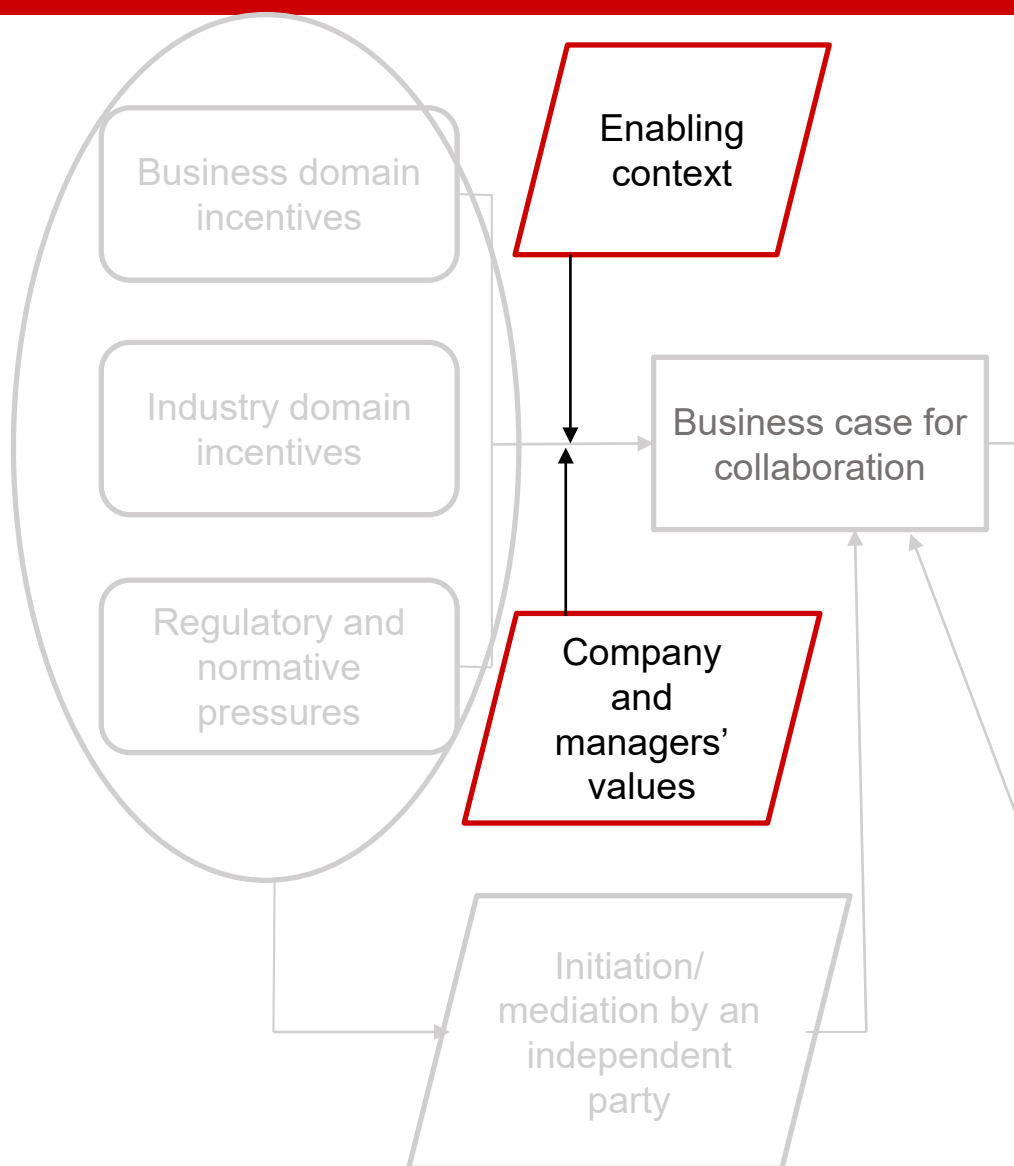 Enabling
context
Business domain
incentives
Industry domain
incentives
Business case for
collaboration
Regulatory and
normative
pressures
Company
and
managers’
values
Initiation/
mediation by an
independent
party